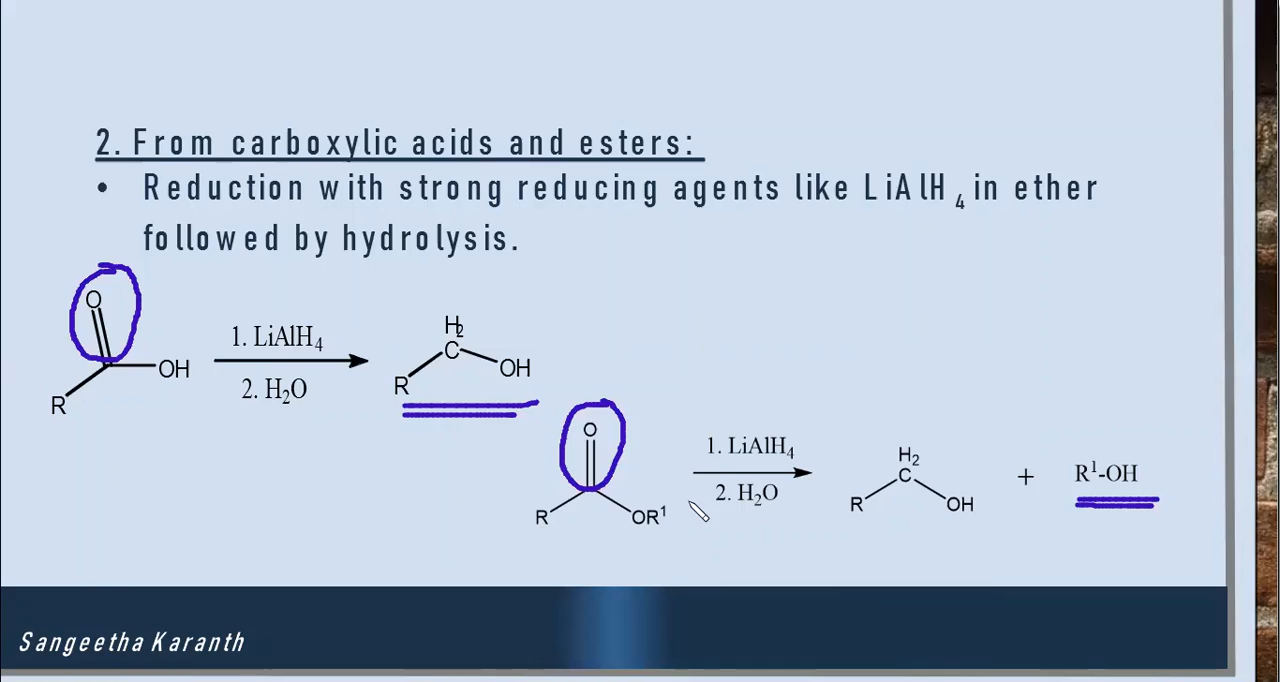 2. From carboxylic acids and esters:
• Reduction with strong reducing agents like LiAlH₄ in ether
followed by hydrolysis.
O
OH
R
1. LiAlH₄
2. H₂O
H₂
C
OH
R
O
R
OR¹
1. LiAlH₄
2. H₂O
H₂
C
R
OH
+
R¹-OH
Sangeetha Karanth